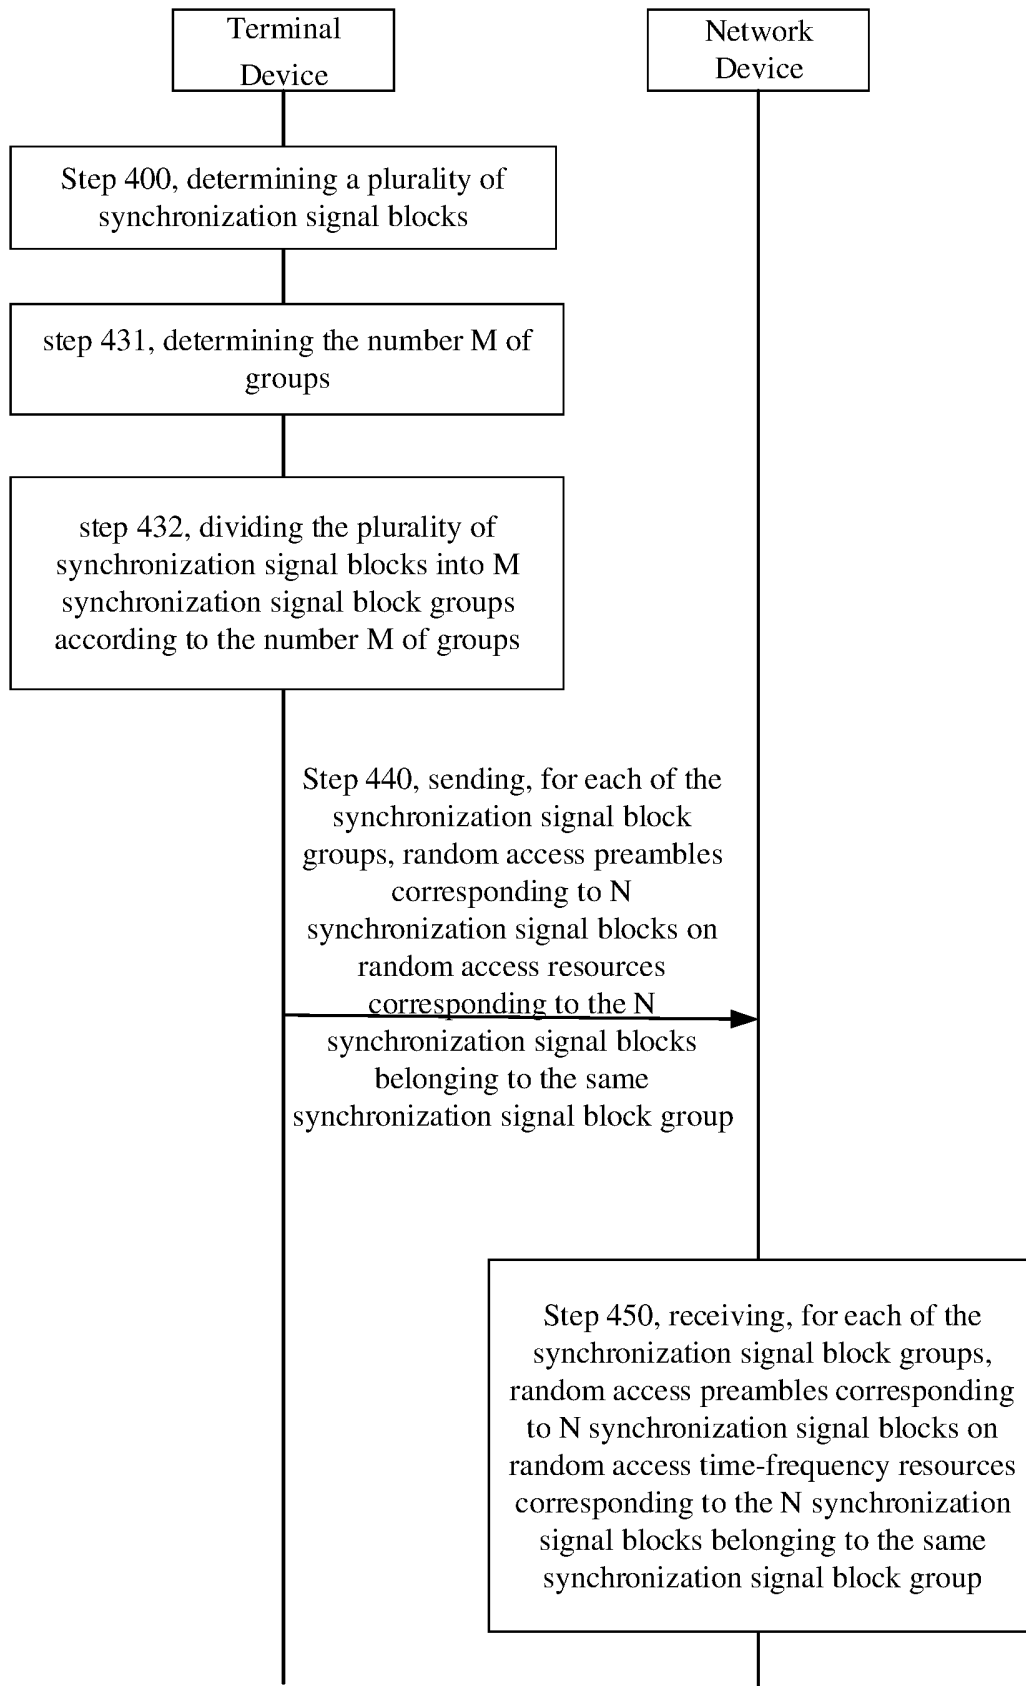 Terminal
Device
Network
Device
Step 400, determining a plurality of
synchronization signal blocks
step 431, determining the number M of
groups
step 432, dividing the plurality of
synchronization signal blocks into M
synchronization signal block groups
according to the number M of groups
Step 440, sending, for each of the
synchronization signal block
groups, random access preambles
corresponding to N
synchronization signal blocks on
random access resources
corresponding to the N
synchronization signal blocks
belonging to the same
synchronization signal block group
Step 450, receiving, for each of the
synchronization signal block groups,
random access preambles corresponding
to N synchronization signal blocks on
random access time-frequency resources
corresponding to the N synchronization
signal blocks belonging to the same
synchronization signal block group